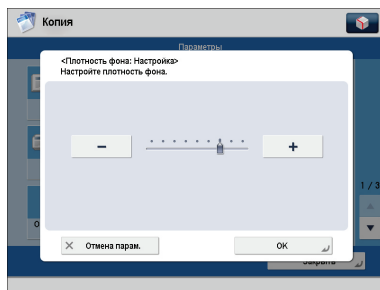 Копия
Параметры
<Плотность фона: Настройка>
Настройте плотность фона.
− +
1 / 3
О
× Отмена парам.
OK
Закрыть